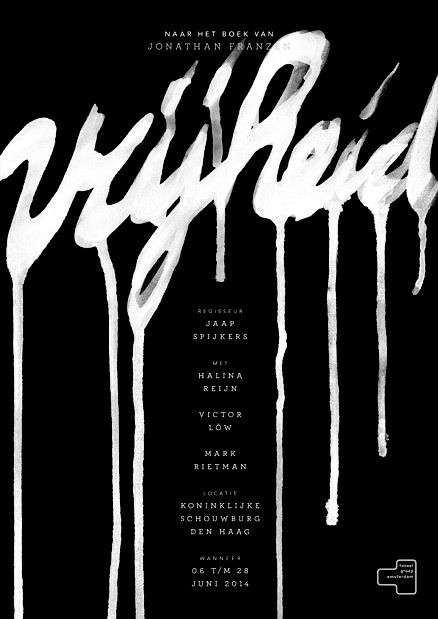 NAAR HET BOEK VAN
JONATHAN FRANZEN
vrijheid
REGISSEUR
JAAP
SPIJKERS
MET
HALINA
REIJN
VICTOR
LÖW
MARK
RIETMAN
LOCATIE
KONINKLIJKE
SCHOUWBURG
DEN HAAG
WANNEER
06 T/M 28
JUNI 2014
toneel
groep
amsterdam